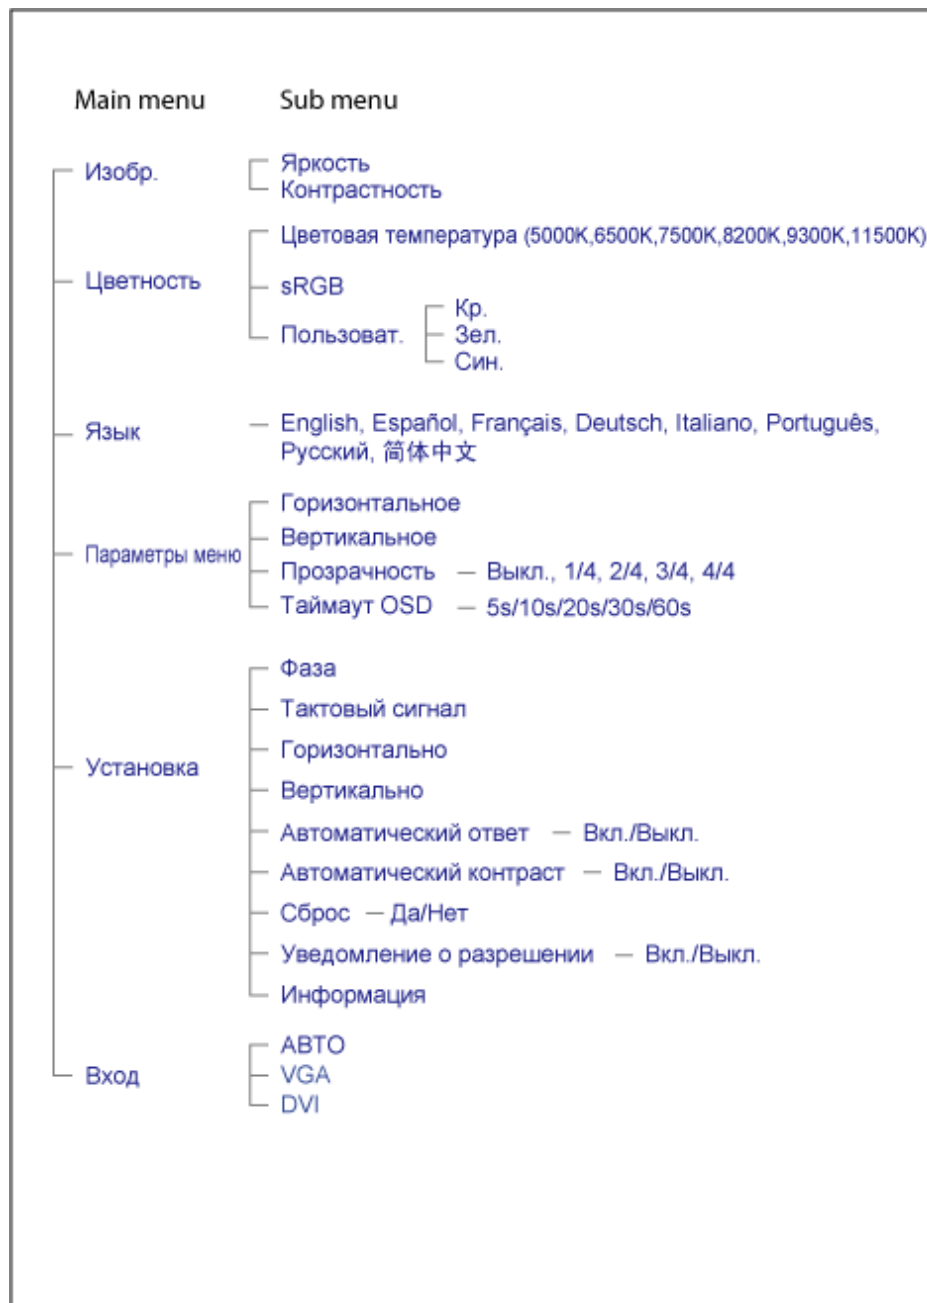 Main menu Sub menu
Изобр.
Яркость
Контрастность
Цветность
Цветовая температура (5000K,6500K,7500K,8200K,9300K,11500K)
sRGB
Пользоват.
Кр.
Зел.
Син.
Язык
English, Español, Français, Deutsch, Italiano, Português,
Русский, 简体中文
Параметры меню
Горизонтальное
Вертикальное
Прозрачность — Выкл., 1/4, 2/4, 3/4, 4/4
Таймаут OSD — 5s/10s/20s/30s/60s
Установка
Фаза
Тактовый сигнал
Горизонтально
Вертикально
Автоматический ответ — Вкл./Выкл.
Автоматический контраст — Вкл./Выкл.
Сброс — Да/Нет
Уведомление о разрешении — Вкл./Выкл.
Информация
Вход
АВТО
VGA
DVI